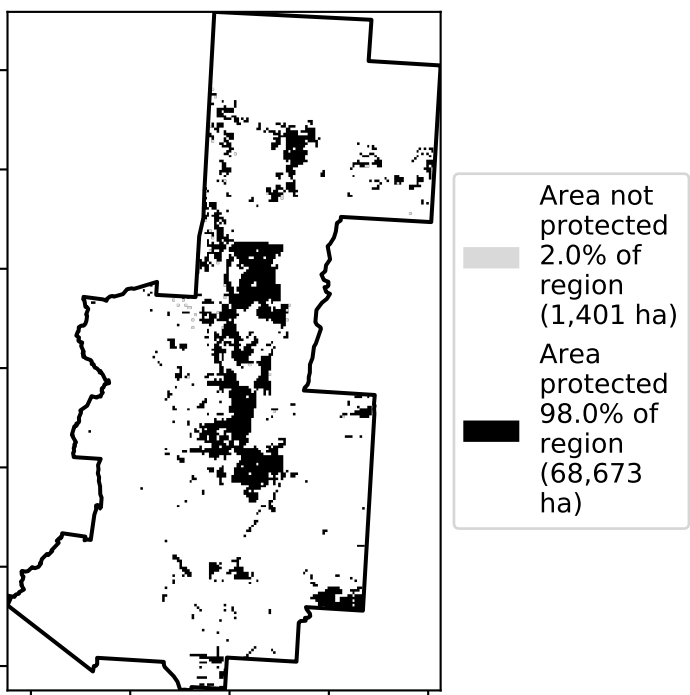 Area not
protected
2.0% of
region
(1,401 ha)
Area
protected
98.0% of
region
(68,673
ha)